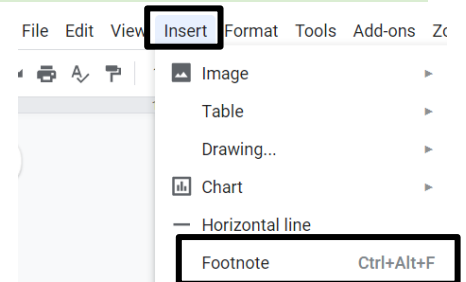 File Edit View Insert Format Tools Add-ons
Image
Table
Drawing...
Chart
Horizontal line
Footnote Ctrl+Alt+F